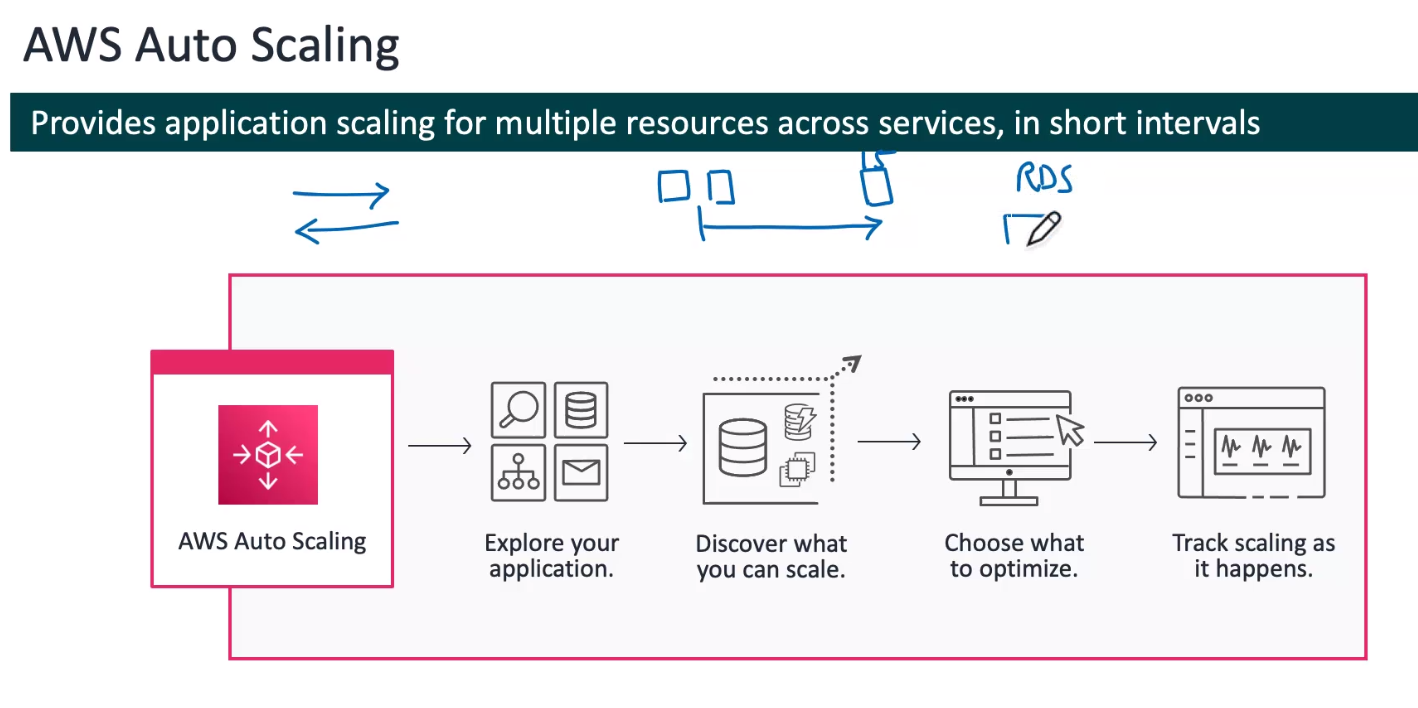 AWS Auto Scaling
Provides application scaling for multiple resources across services, in short intervals
15
RDS
AWS Auto Scaling
Explore your
application.
Discover what
you can scale.
Choose what
to optimize.
Track scaling as
it happens.